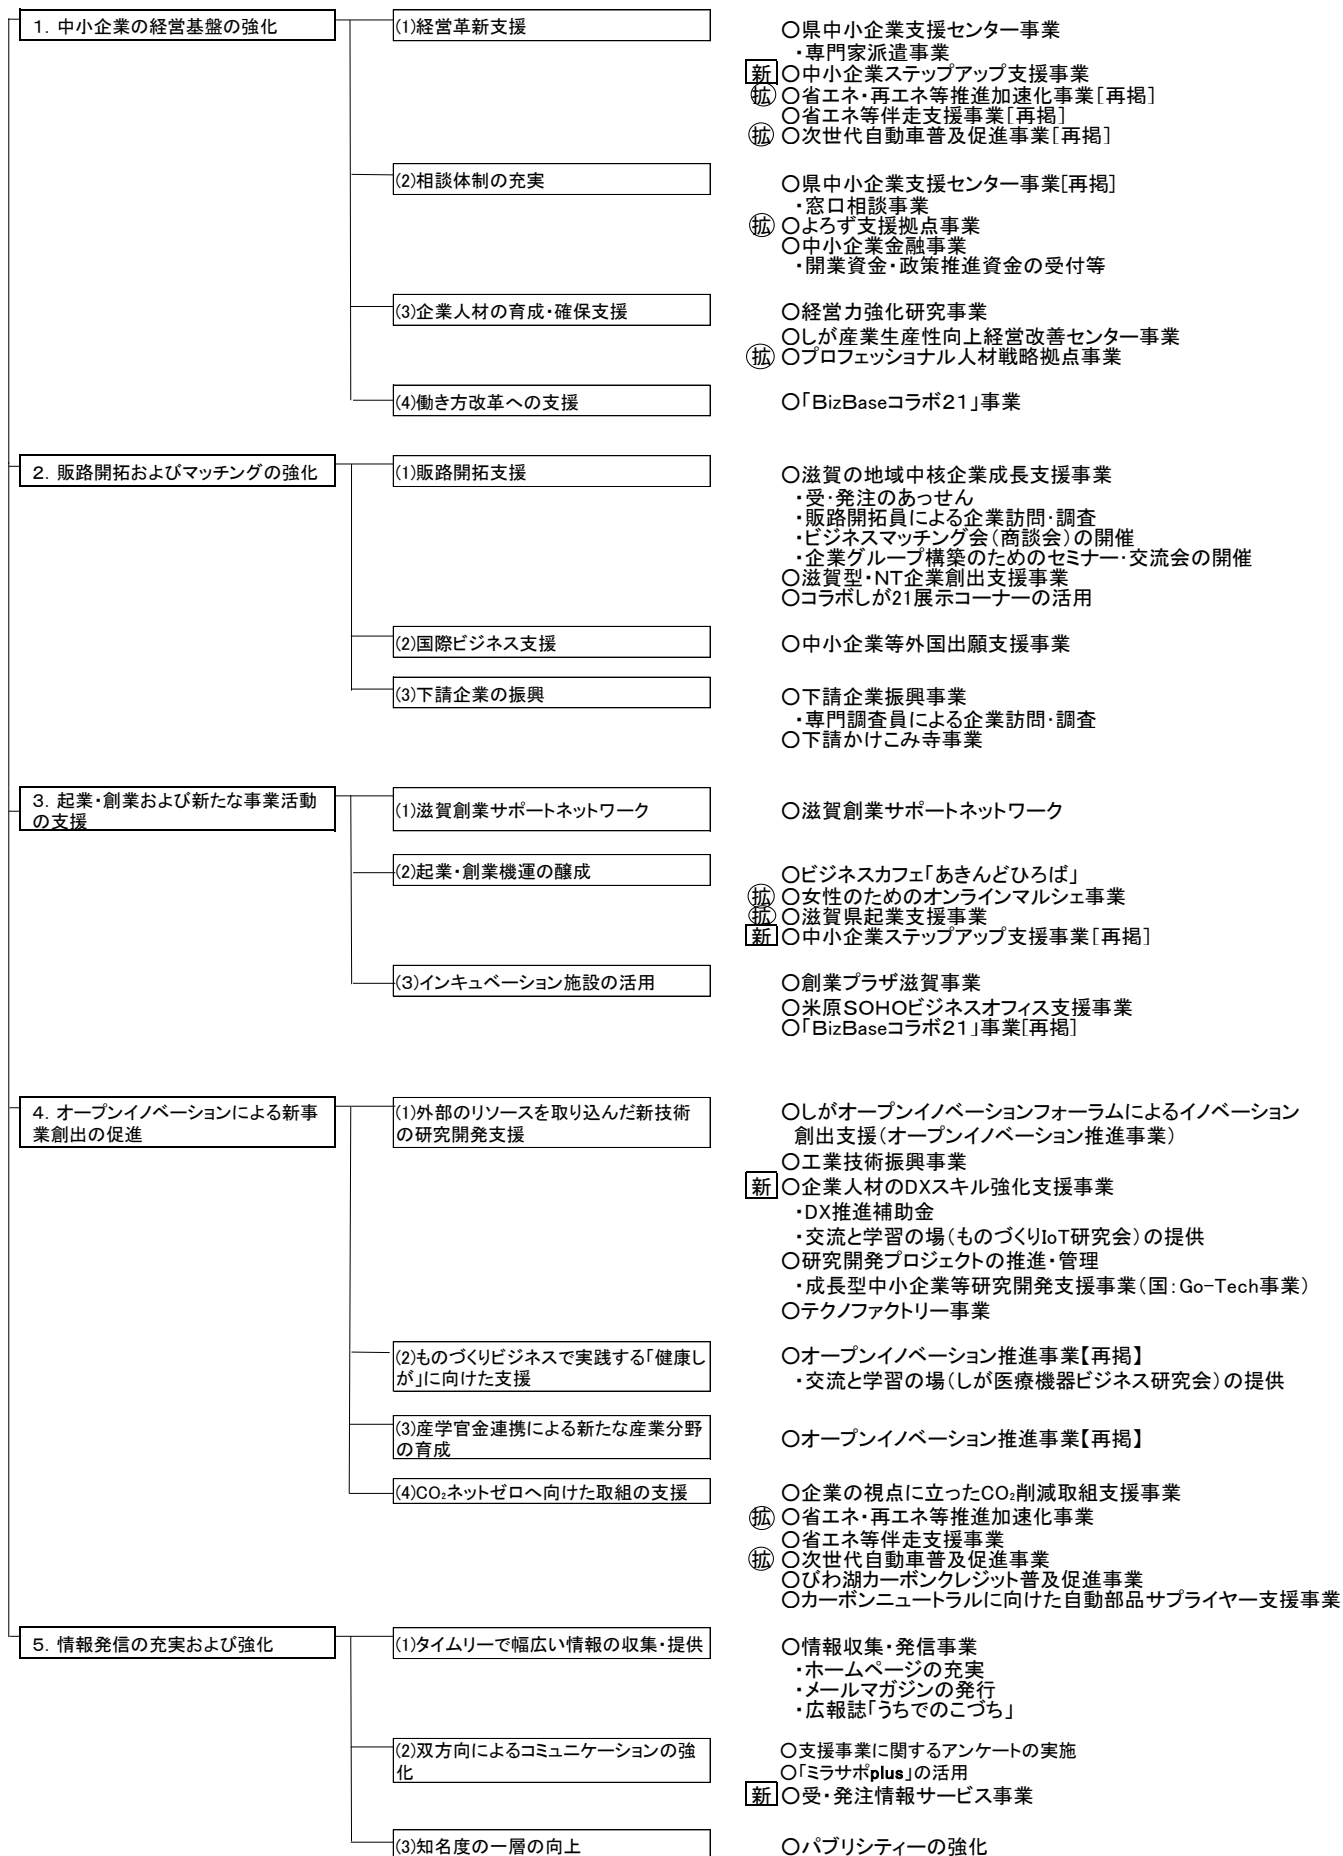 1．中小企業の経営基盤の強化
(1)経営革新支援
○県中小企業支援センター事業
・専門家派遣事業
新 ○中小企業ステップアップ支援事業
拡 ○省エネ・再エネ等推進加速化事業［再掲］
○省エネ等伴走支援事業［再掲］
拡 ○次世代自動車普及促進事業［再掲］
(2)相談体制の充実
○県中小企業支援センター事業[再掲]
・窓口相談事業
拡 ○よろず支援拠点事業
○中小企業金融事業
・開業資金・政策推進資金の受付等
(3)企業人材の育成・確保支援
○経営力強化研究事業
○しが産業生産性向上経営改善センター事業
拡 ○プロフェッショナル人材戦略拠点事業
(4)働き方改革への支援
○「BizBaseコラボ21」事業
2．販路開拓およびマッチングの強化
(1)販路開拓支援
○滋賀の地域中核企業成長支援事業
・受・発注のあっせん
・販路開拓員による企業訪問・調査
・ビジネスマッチング会（商談会）の開催
・企業グループ構築のためのセミナー・交流会の開催
○滋賀型・NT企業創出支援事業
○コラボしが21展示コーナーの活用
(2)国際ビジネス支援
○中小企業等外国出願支援事業
(3)下請企業の振興
○下請企業振興事業
・専門調査員による企業訪問・調査
○下請かけこみ寺事業
3．起業・創業および新たな事業活動
の支援
(1)滋賀創業サポートネットワーク
○滋賀創業サポートネットワーク
(2)起業・創業機運の醸成
○ビジネスカフェ「あきんどひろば」
拡 ○女性のためのオンラインマルシェ事業
拡 ○滋賀県起業支援事業
新 ○中小企業ステップアップ支援事業［再掲］
(3)インキュベーション施設の活用
○創業プラザ滋賀事業
○米原SOHOビジネスオフィス支援事業
○「BizBaseコラボ21」事業[再掲]
4．オープンイノベーションによる新事
業創出の促進
(1)外部のリソースを取り込んだ新技術
の研究開発支援
○しがオープンイノベーションフォーラムによるイノベーション
創出支援（オープンイノベーション推進事業）
○工業技術振興事業
新 ○企業人材のDXスキル強化支援事業
・DX推進補助金
・交流と学習の場（ものづくりIoT研究会）の提供
○研究開発プロジェクトの推進・管理
・成長型中小企業等研究開発支援事業（国：Go-Tech事業）
○テクノファクトリー事業
(2)ものづくりビジネスで実践する「健康し
が」に向けた支援
○オープンイノベーション推進事業【再掲】
・交流と学習の場（しが医療機器ビジネス研究会）の提供
(3)産学官金連携による新たな産業分野
の育成
○オープンイノベーション推進事業【再掲】
(4)CO₂ネットゼロへ向けた取組の支援
○企業の視点に立ったCO₂削減取組支援事業
拡 ○省エネ・再エネ等推進加速化事業
○省エネ等伴走支援事業
拡 ○次世代自動車普及促進事業
○びわ湖カーボンクレジット普及促進事業
○カーボンニュートラルに向けた自動部品サプライヤー支援事業
5．情報発信の充実および強化
(1)タイムリーで幅広い情報の収集・提供
○情報収集・発信事業
・ホームページの充実
・メールマガジンの発行
・広報誌「うちでのこづち」
(2)双方向によるコミュニケーションの強
化
○支援事業に関するアンケートの実施
○「ミラサポplus」の活用
新 ○受・発注情報サービス事業
(3)知名度の一層の向上
○パブリシティーの強化